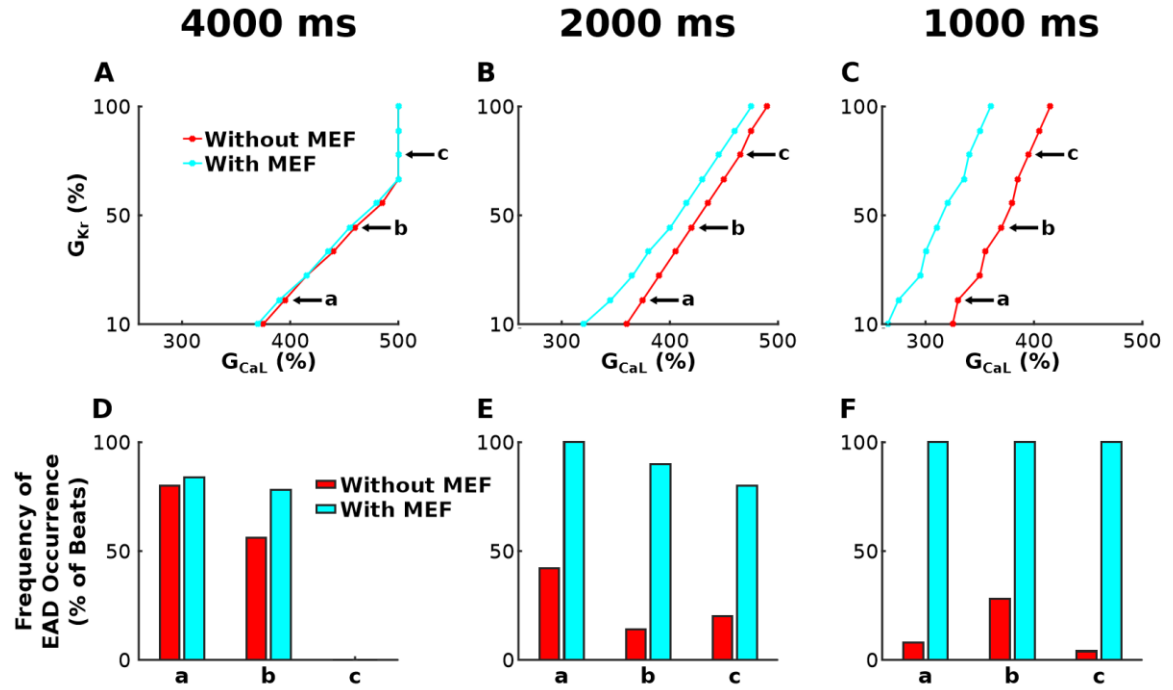 4000 ms
2000 ms
1000 ms
A
B
C
100
50
10
G_Kr (%)
Without MEF
With MEF
c
b
a
300
400
500
G_CaL (%)
100
50
10
c
b
a
300
400
500
G_CaL (%)
100
50
10
c
b
a
300
400
500
G_CaL (%)
D
E
F
Frequency of
EAD Occurrence
(% of Beats)
100
50
0
Without MEF
With MEF
a
b
c
100
50
0
a
b
c
100
50
0
a
b
c